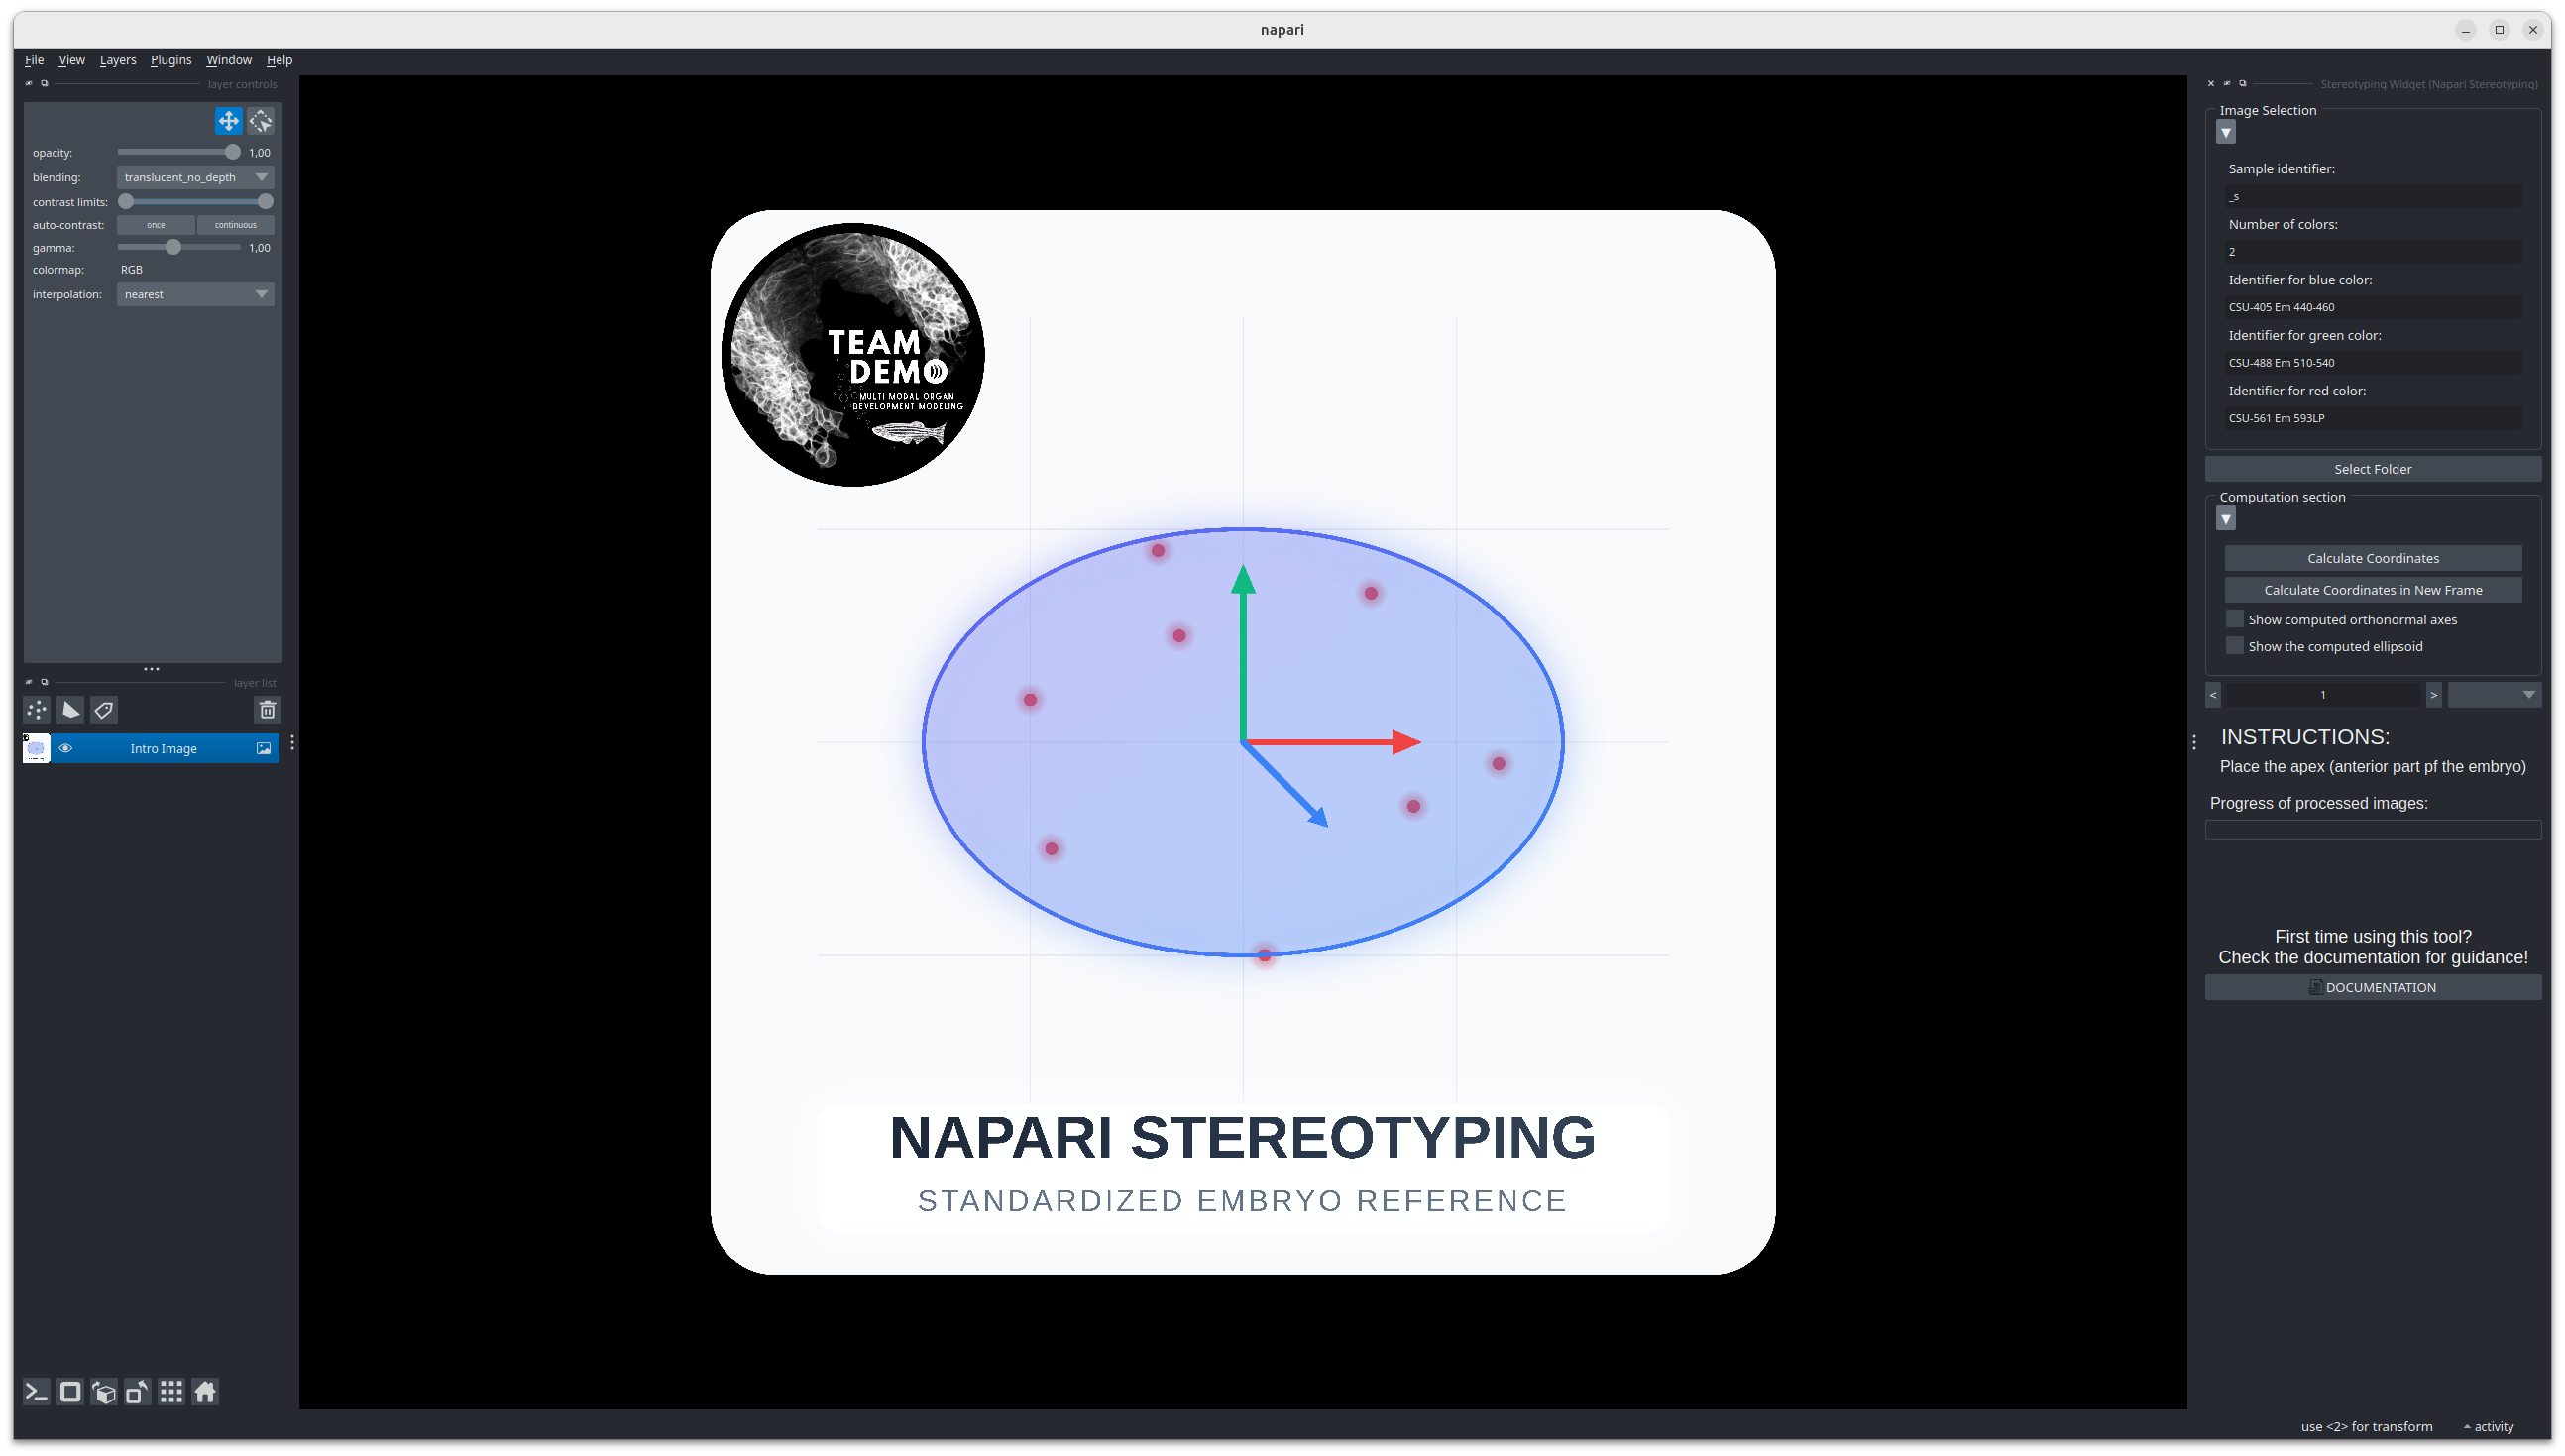 napari
File View Layers Plugins Window Help
layer controls
opacity: 1,00
blending: translucent_no_depth
contrast limits:
auto-contrast: once continuous
gamma: 1,00
colormap: RGB
interpolation: nearest
layer list
Intro Image
TEAM
DEMO
MULTI MODAL ORGAN
DEVELOPMENT MODELING
NAPARI STEREOTYPING
STANDARDIZED EMBRYO REFERENCE
Stereotyping Widget (Napari Stereotyping)
Image Selection
Sample identifier:
_s
Number of colors:
2
Identifier for blue color:
CSU-405 Em 440-460
Identifier for green color:
CSU-488 Em 510-540
Identifier for red color:
CSU-561 Em 593LP
Select Folder
Computation section
Calculate Coordinates
Calculate Coordinates in New Frame
Show computed orthonormal axes
Show the computed ellipsoid
< 1 >
INSTRUCTIONS:
Place the apex (anterior part pf the embryo)
Progress of processed images:
First time using this tool?
Check the documentation for guidance!
DOCUMENTATION
use <2> for transform activity